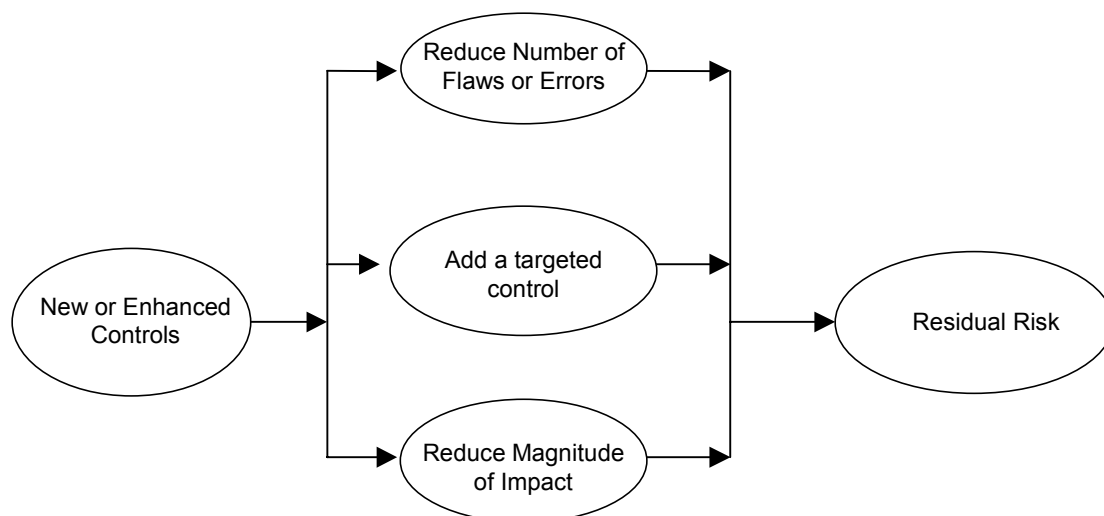 Reduce Number of
Flaws or Errors
Add a targeted
control
New or Enhanced
Controls
Residual Risk
Reduce Magnitude
of Impact